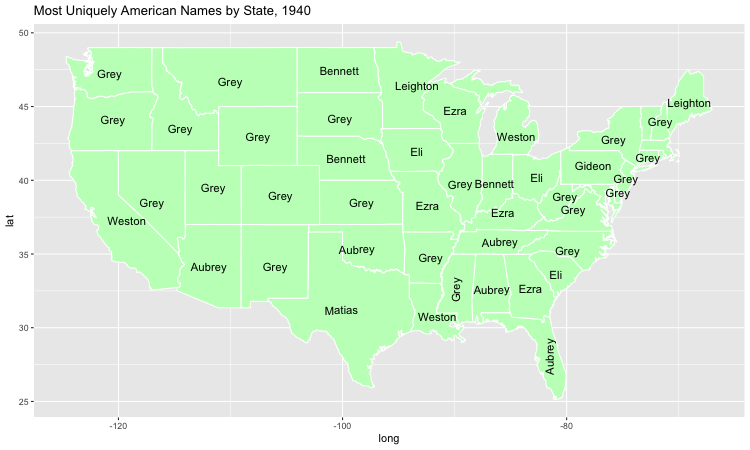 Most Uniquely American Names by State, 1940
50
45
40
35
30
25
lat
Grey
Grey
Bennett
Leighton
Leighton
Grey
Grey
Grey
Grey
Ezra
Grey
Weston
Grey
Bennett
Eli
Gideon
Grey
Grey
Grey
Grey
Grey
Grey
Ezra
Grey
Bennett
Eli
Grey
Grey
Grey
Weston
Ezra
Aubrey
Grey
Aubrey
Grey
Aubrey
Grey
Eli
Matias
Grey
Aubrey
Ezra
Weston
Aubrey
-120
-100
-80
long